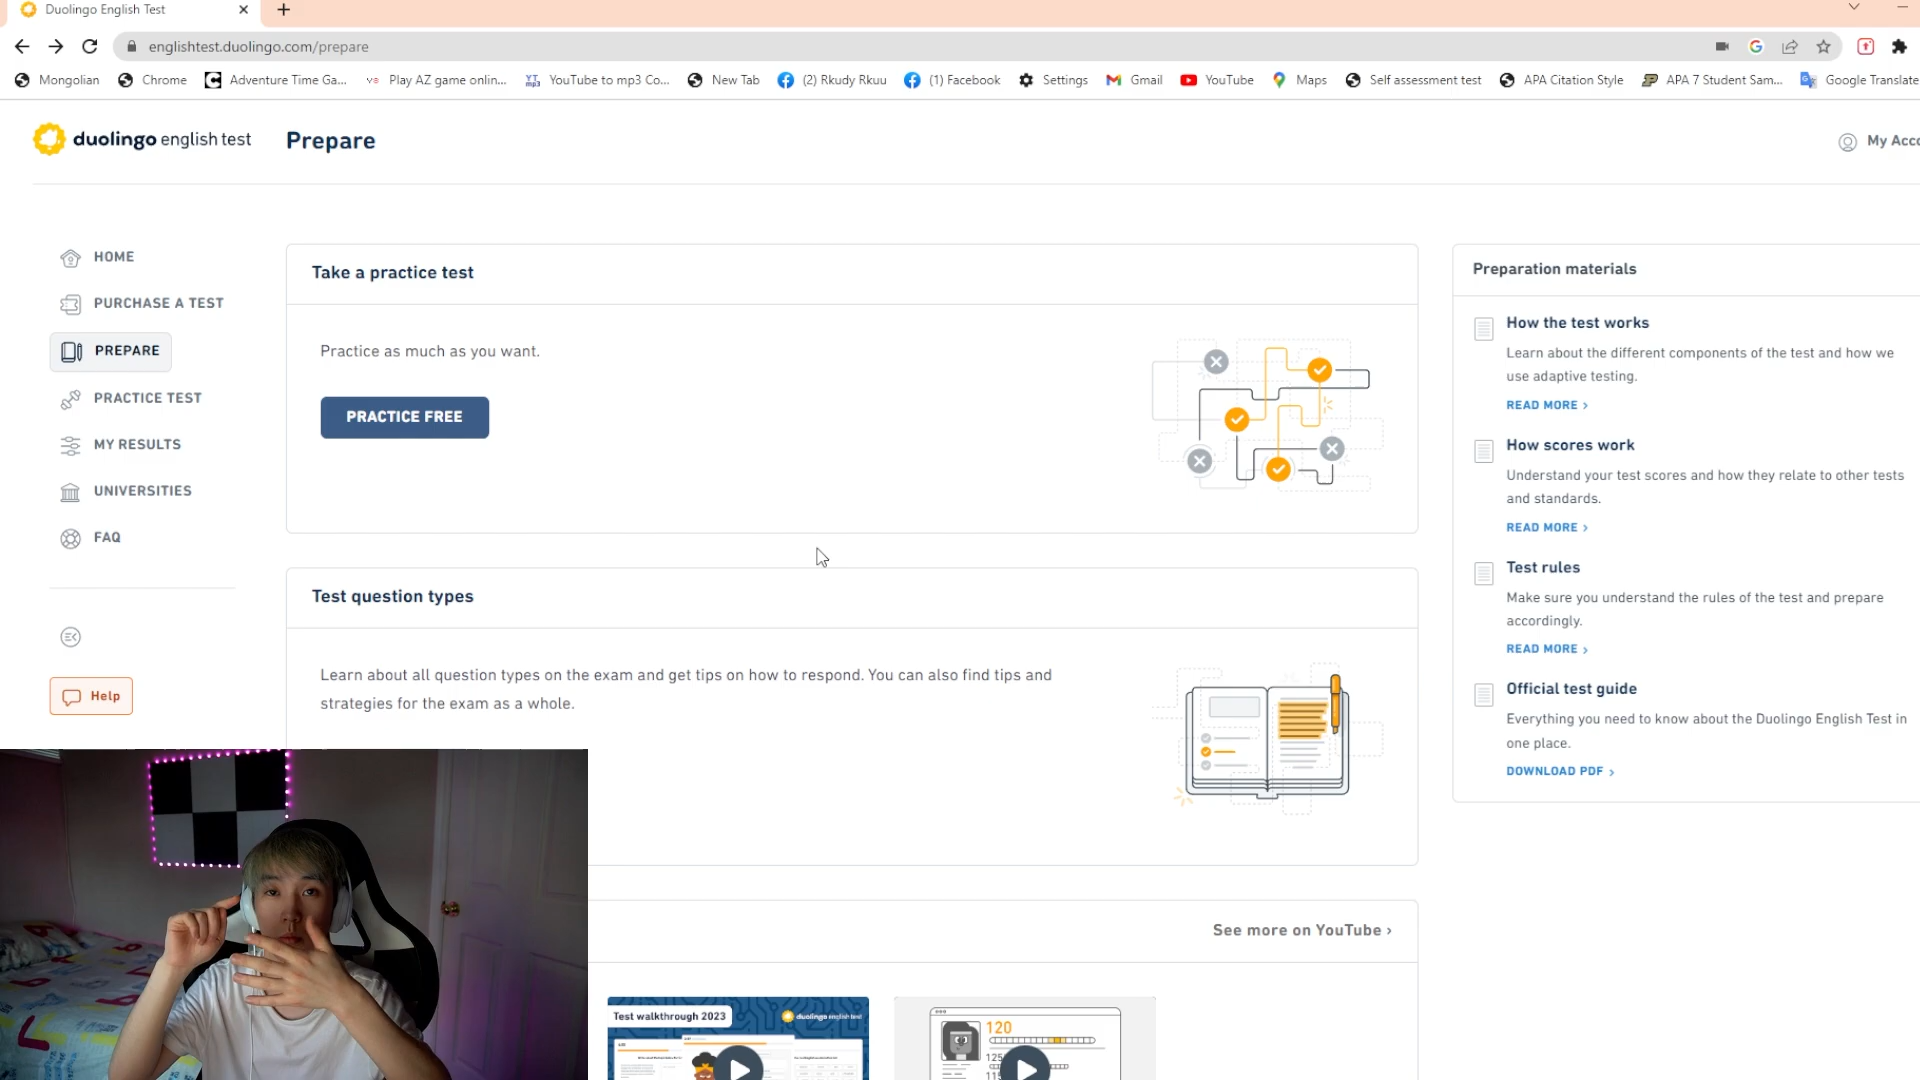 Duolingo English Test
englishtest.duolingo.com/prepare
Mongolian
Chrome
Adventure Time Ga...
Play AZ game onlin...
YouTube to mp3 Co...
New Tab
(2) Rkudy Rkuu
(1) Facebook
Settings
Gmail
YouTube
Maps
Self assessment test
APA Citation Style
APA 7 Student Sam...
Google Translate
duolingo english test
Prepare
My Acco
HOME
PURCHASE A TEST
PREPARE
PRACTICE TEST
MY RESULTS
UNIVERSITIES
FAQ
Help
Take a practice test
Practice as much as you want.
PRACTICE FREE
Test question types
Learn about all question types on the exam and get tips on how to respond. You can also find tips and
strategies for the exam as a whole.
See more on YouTube ›
Test walkthrough 2023
duolingo english test
120
125
Preparation materials
How the test works
Learn about the different components of the test and how we
use adaptive testing.
READ MORE ›
How scores work
Understand your test scores and how they relate to other tests
and standards.
READ MORE ›
Test rules
Make sure you understand the rules of the test and prepare
accordingly.
READ MORE ›
Official test guide
Everything you need to know about the Duolingo English Test in
one place.
DOWNLOAD PDF ›